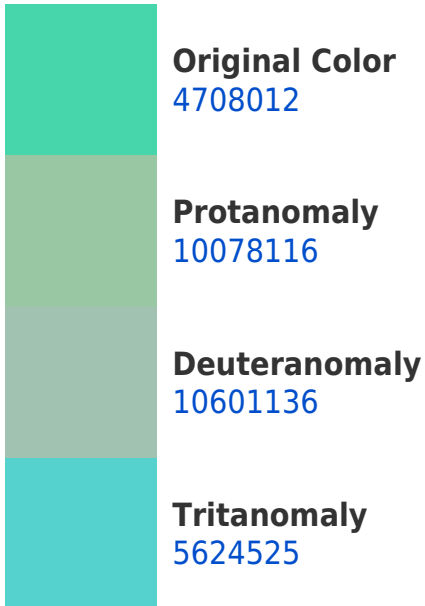 Original Color
4708012
Protanomaly
10078116
Deuteranomaly
10601136
Tritanomaly
5624525